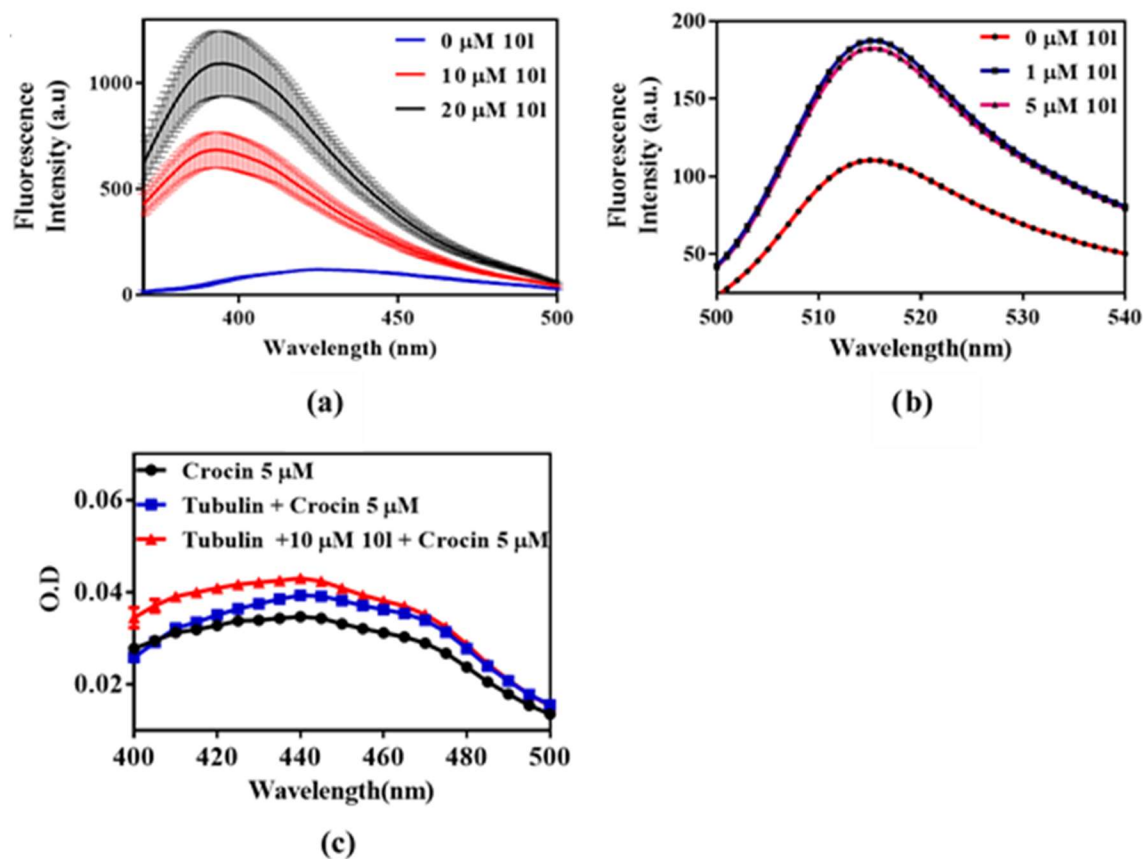 Fluorescence
Intensity (a.u)
1000
500
0
0 μM 10l
10 μM 10l
20 μM 10l
400
450
500
Wavelength (nm)
(a)
Fluorescence
Intensity (a.u.)
200
150
100
50
0 μM 10l
1 μM 10l
5 μM 10l
500
510
520
530
540
Wavelength(nm)
(b)
O.D
0.06
0.04
0.02
Crocin 5 μM
Tubulin + Crocin 5 μM
Tubulin +10 μM 10l + Crocin 5 μM
400
420
440
460
480
500
Wavelength(nm)
(c)